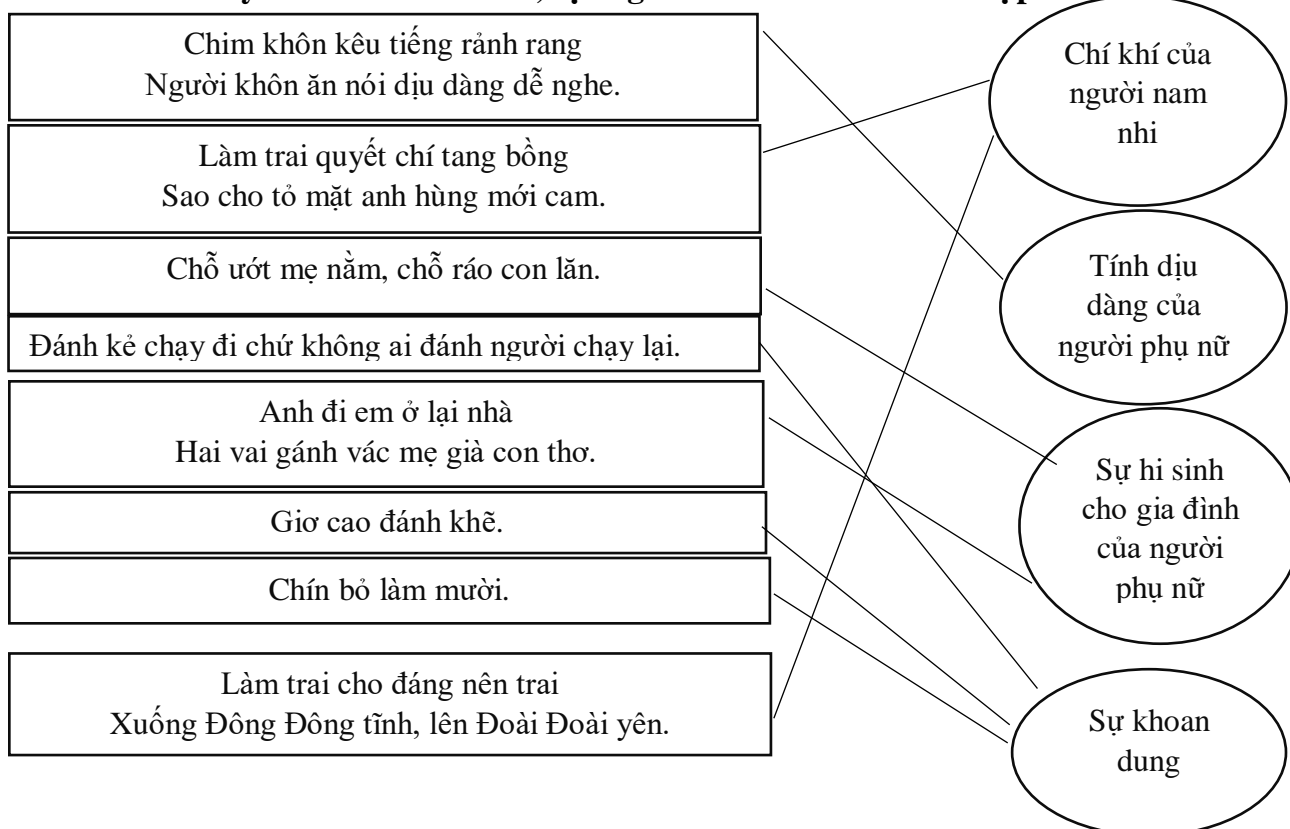 Chim khôn kêu tiếng rảnh rang
Người khôn ăn nói dịu dàng dễ nghe.
Làm trai quyết chí tang bồng
Sao cho tỏ mặt anh hùng mới cam.
Chỗ ướt mẹ nằm, chỗ ráo con lăn.
Đánh kẻ chạy đi chứ không ai đánh người chạy lại.
Anh đi em ở lại nhà
Hai vai gánh vác mẹ già con thơ.
Giơ cao đánh khẽ.
Chín bỏ làm mười.
Làm trai cho đáng nên trai
Xuống Đông Đông tĩnh, lên Đoài Đoài yên.
Chí khí của
người nam
nhi
Tính dịu
dàng của
người phụ nữ
Sự hi sinh
cho gia đình
của người
phụ nữ
Sự khoan
dung